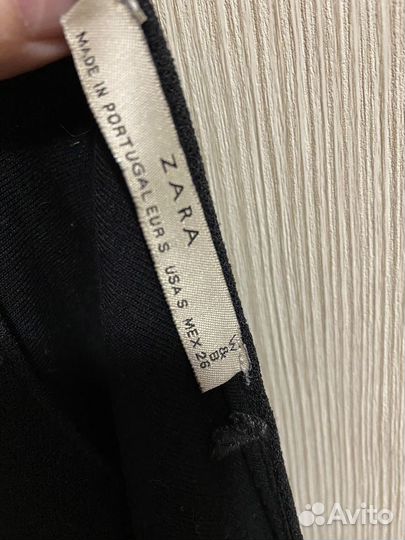 ZARA
W&B
MADE IN PORTUGAL EUR S USA S MEX 26
Avito